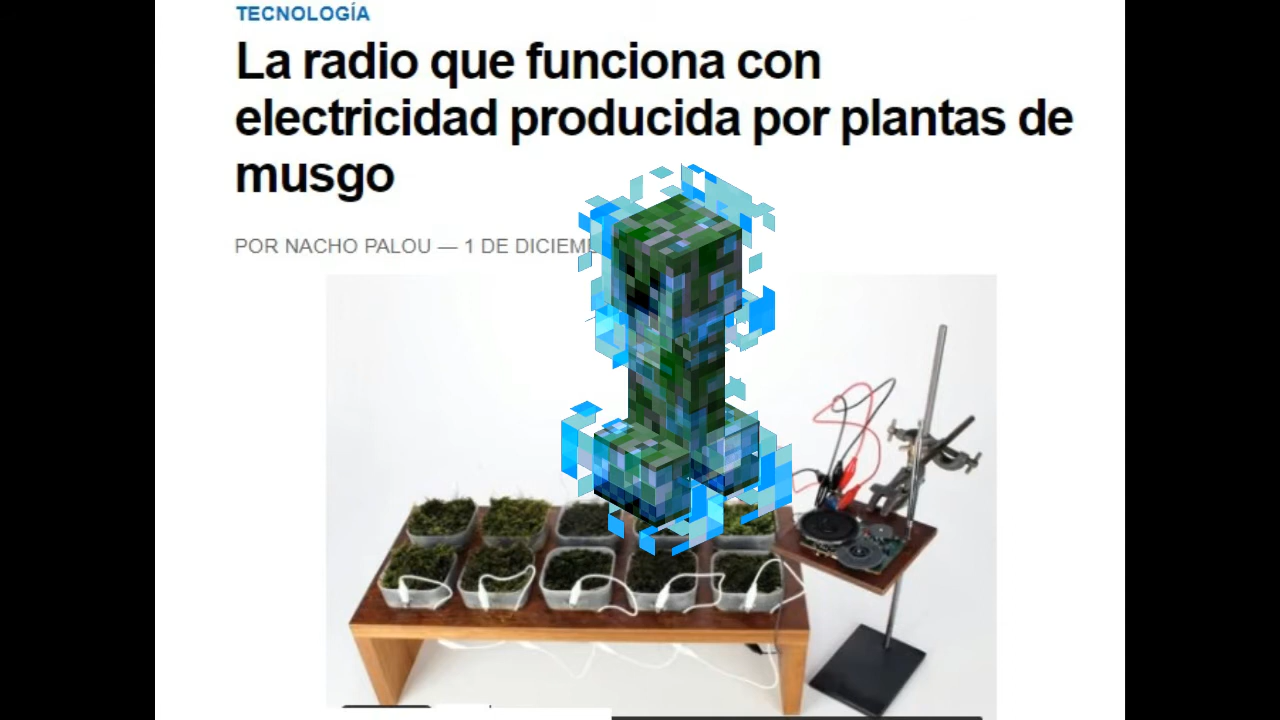 TECNOLOGÍA
La radio que funciona con
electricidad producida por plantas de
musgo
POR NACHO PALOU — 1 DE